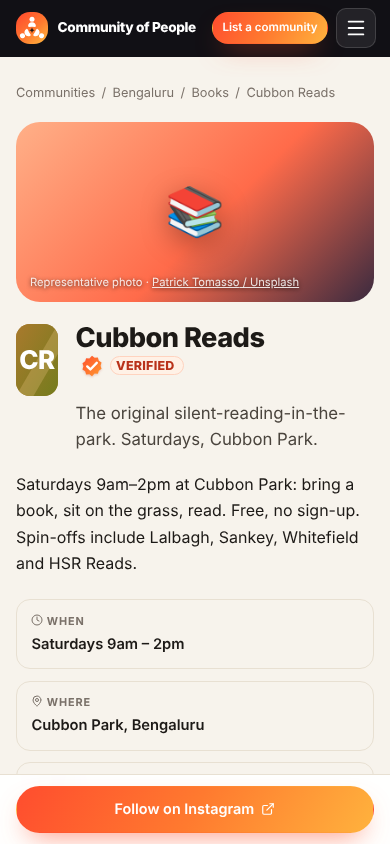 Community of People
List a community
Communities / Bengaluru / Books / Cubbon Reads
Representative photo · Patrick Tomasso / Unsplash
CR
Cubbon Reads
VERIFIED
The original silent-reading-in-the-
park. Saturdays, Cubbon Park.
Saturdays 9am–2pm at Cubbon Park: bring a
book, sit on the grass, read. Free, no sign-up.
Spin-offs include Lalbagh, Sankey, Whitefield
and HSR Reads.
WHEN
Saturdays 9am – 2pm
WHERE
Cubbon Park, Bengaluru
Follow on Instagram